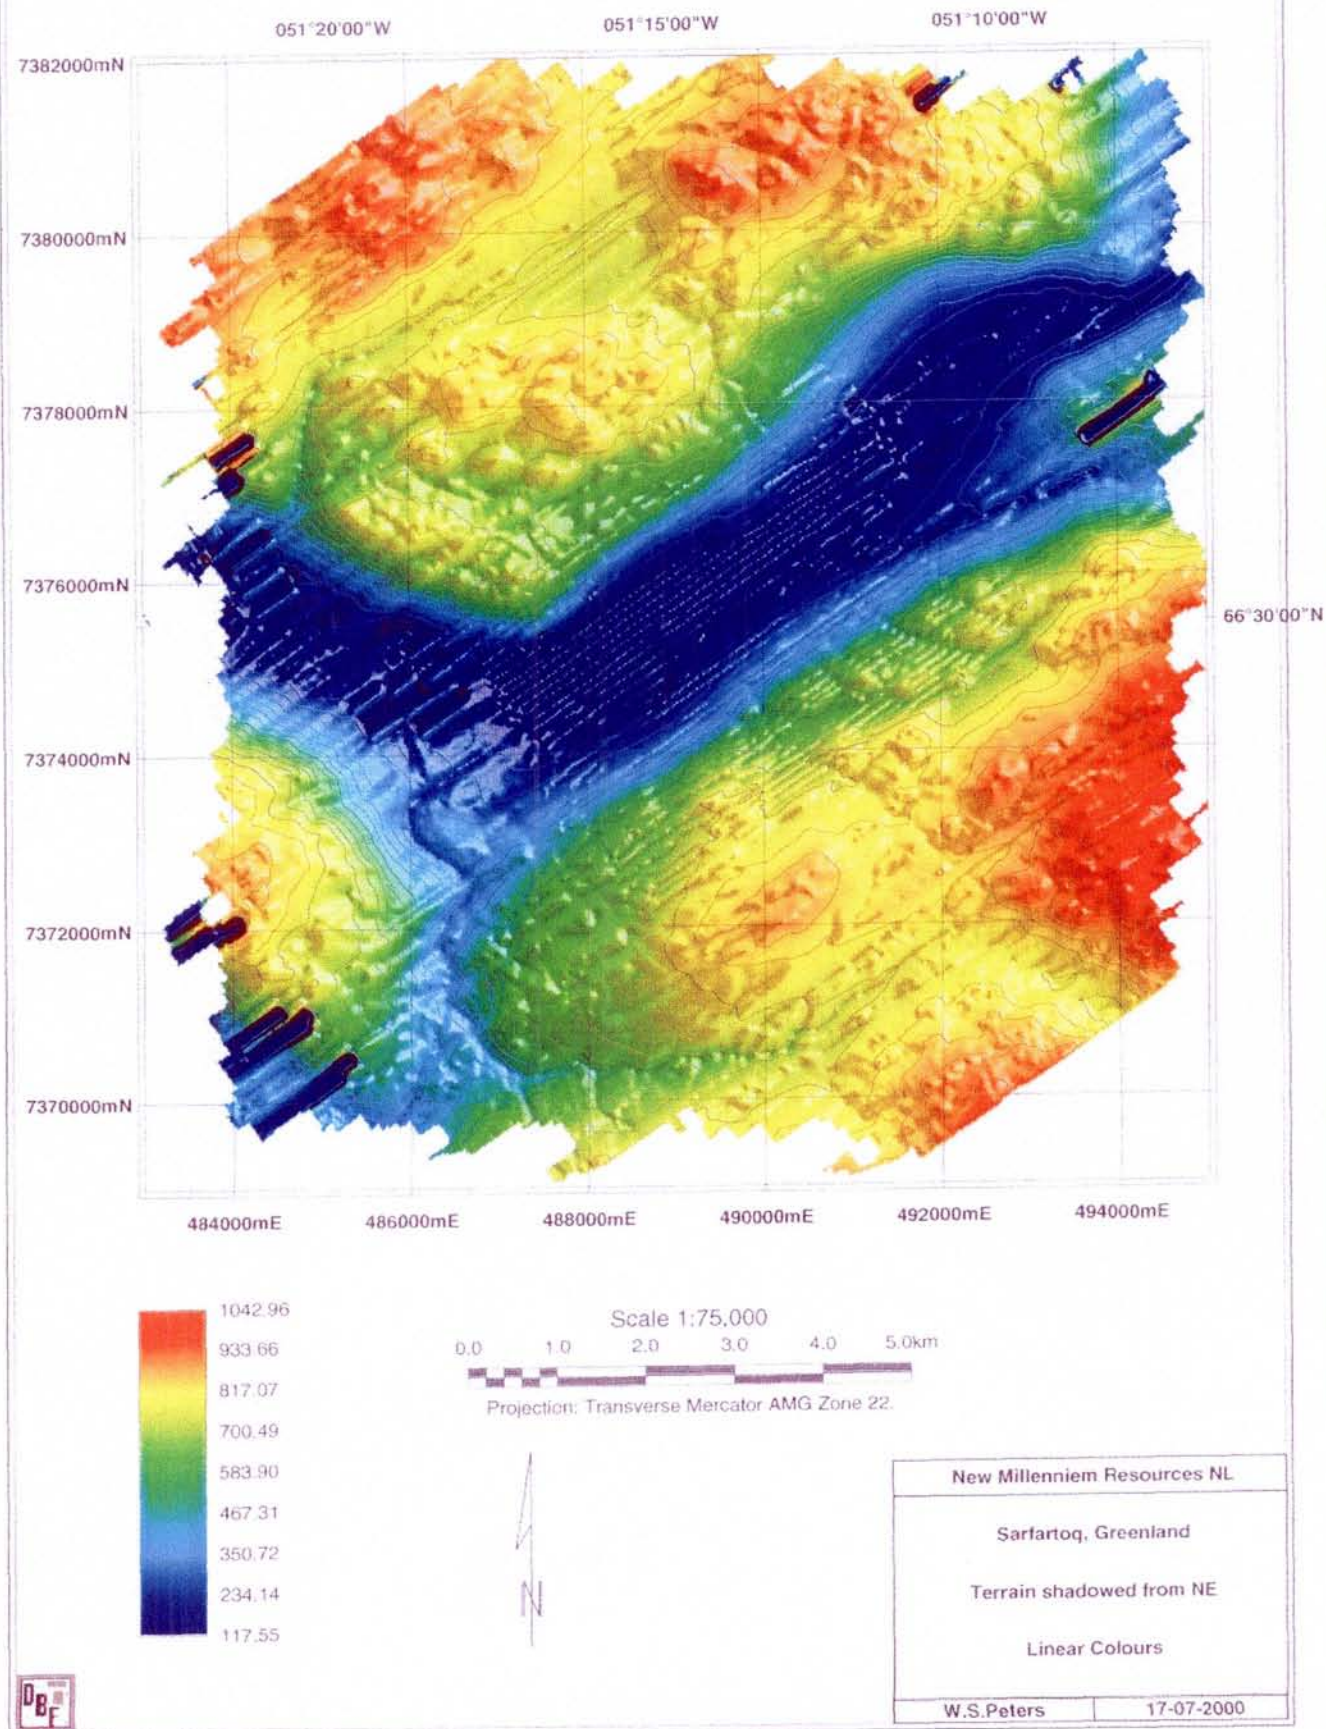 051°20'00"W 051°15'00"W 051°10'00"W
7382000mN
7380000mN
7378000mN
7376000mN
66°30'00"N
7374000mN
7372000mN
7370000mN
484000mE 486000mE 488000mE 490000mE 492000mE 494000mE
1042.96
933.66
817.07
700.49
583.90
467.31
350.72
234.14
117.55
Scale 1:75,000
0.0 1.0 2.0 3.0 4.0 5.0km
Projection: Transverse Mercator AMG Zone 22.
N
New Millenniem Resources NL
Sarfartoq, Greenland
Terrain shadowed from NE
Linear Colours
W.S.Peters 17-07-2000
DBF